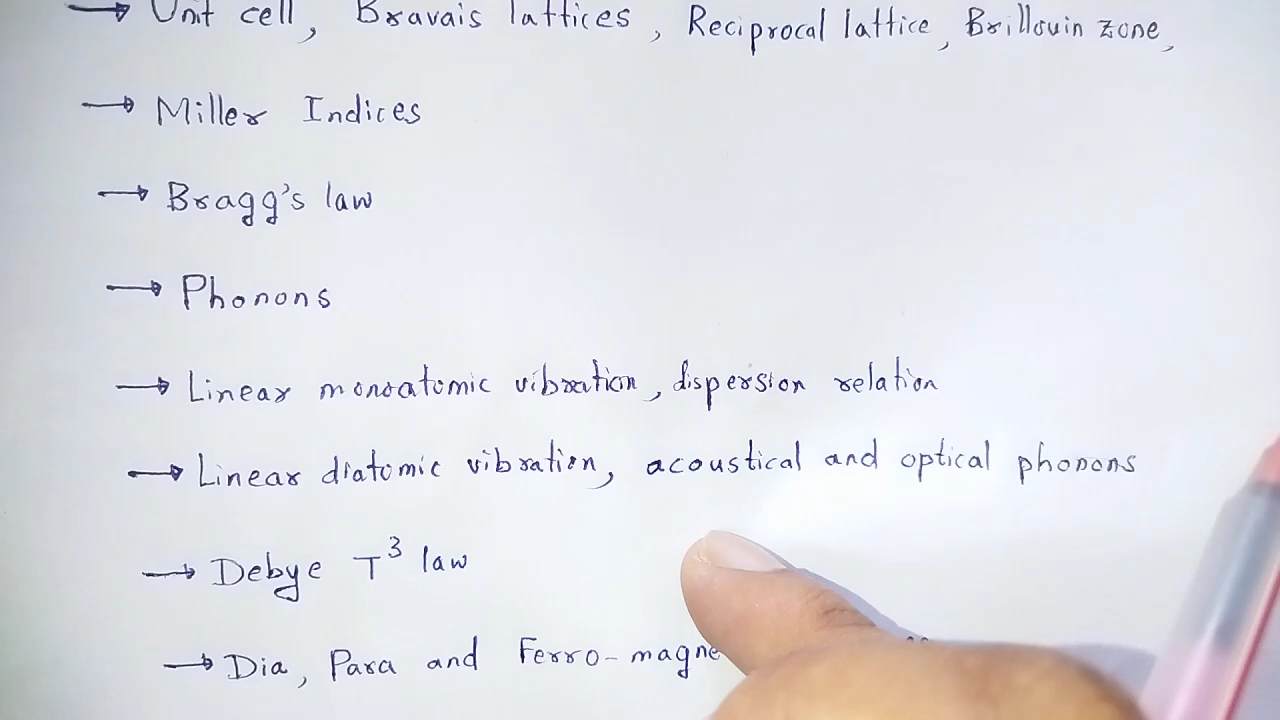 → Unit cell, Bravais lattices, Reciprocal lattice, Brillouin zone,
→ Miller Indices
→ Bragg's law
→ Phonons
→ Linear monoatomic vibration, dispersion relation
→ Linear diatomic vibration, acoustical and optical phonons
→ Debye T³ law
→ Dia, Para and Ferro-magne